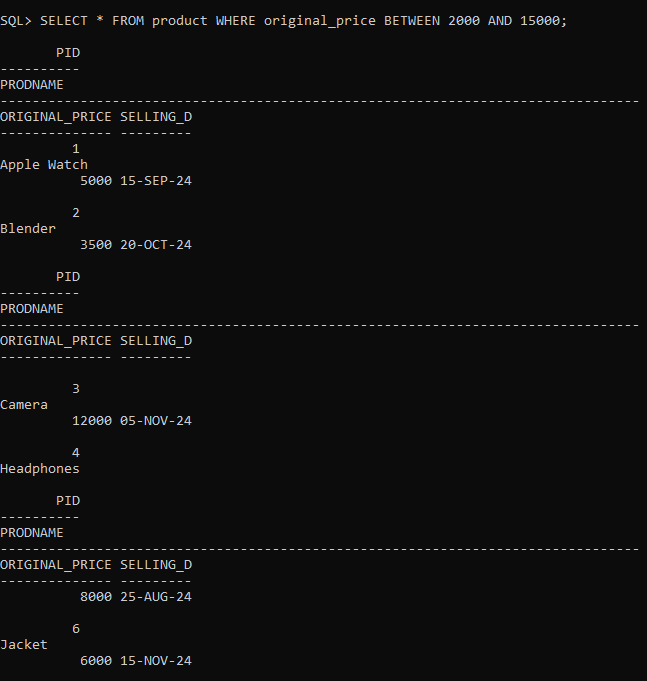 SQL> SELECT * FROM product WHERE original_price BETWEEN 2000 AND 15000;
       PID
----------
PRODNAME
--------------------------------------------------------------------------------
ORIGINAL_PRICE SELLING_D
-------------- ---------
         1
Apple Watch
          5000 15-SEP-24
         2
Blender
          3500 20-OCT-24
       PID
----------
PRODNAME
--------------------------------------------------------------------------------
ORIGINAL_PRICE SELLING_D
-------------- ---------
         3
Camera
         12000 05-NOV-24
         4
Headphones
       PID
----------
PRODNAME
--------------------------------------------------------------------------------
ORIGINAL_PRICE SELLING_D
-------------- ---------
          8000 25-AUG-24
         6
Jacket
          6000 15-NOV-24